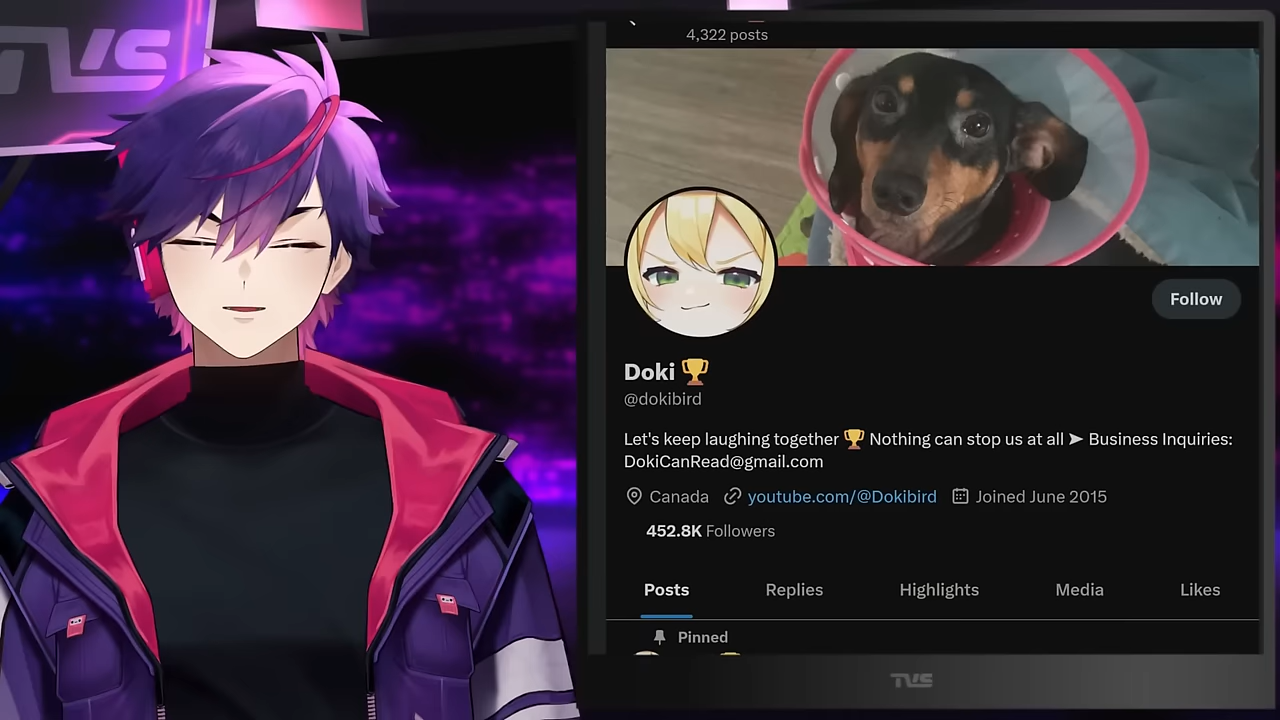 TVS
4,322 posts
Follow
Doki 🏆
@dokibird
Let's keep laughing together 🏆 Nothing can stop us at all ➤ Business Inquiries:
DokiCanRead@gmail.com
Canada youtube.com/@Dokibird Joined June 2015
452.8K Followers
Posts Replies Highlights Media Likes
Pinned
TVS